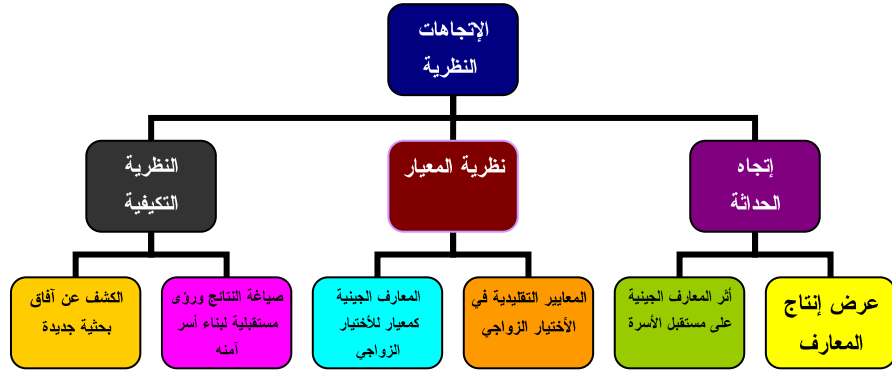 الإتجاهات
النظرية
إتجاه
الحداثة
نظرية المعيار
النظرية
التكيفية
عرض إنتاج
المعارف
أثر المعارف الجينية
على مستقبل الأسرة
المعايير التقليدية في
الأختيار الزواجي
المعارف الجينية
كمعيار للأختيار
الزواجي
صياغة النتائج ورؤى
مستقبلية لبناء أسر
آمنه
الكشف عن آفاق
بحثية جديدة